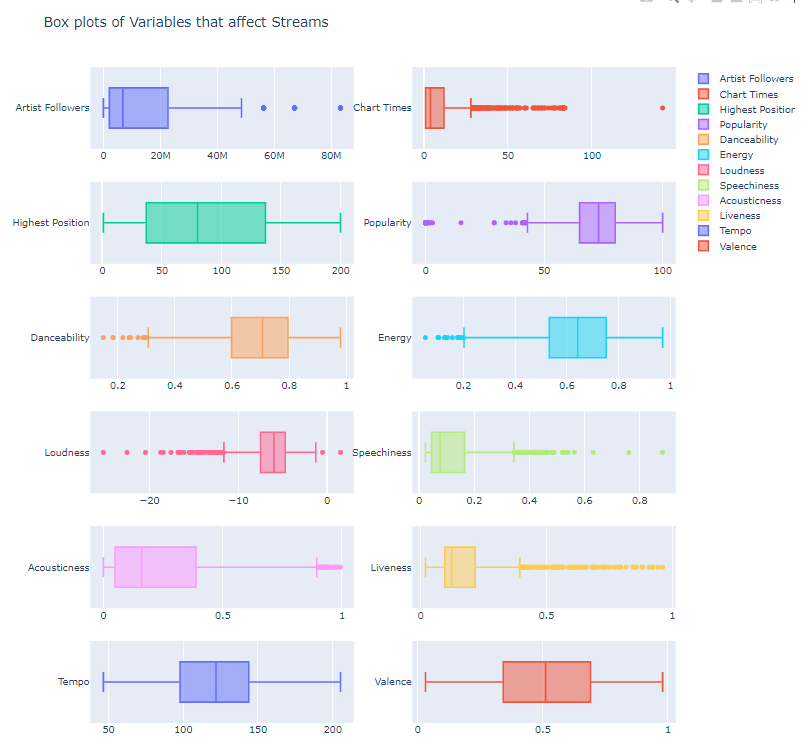 Box plots of Variables that affect Streams
Artist Followers
0 20M 40M 60M 80M
Chart Times
0 50 100
Highest Position
0 50 100 150 200
Popularity
0 50 100
Danceability
0.2 0.4 0.6 0.8 1
Energy
0.2 0.4 0.6 0.8 1
Loudness
−20 −10 0
Speechiness
0 0.2 0.4 0.6 0.8
Acousticness
0 0.5 1
Liveness
0 0.5 1
Tempo
50 100 150 200
Valence
0 0.5 1
Artist Followers
Chart Times
Highest Position
Popularity
Danceability
Energy
Loudness
Speechiness
Acousticness
Liveness
Tempo
Valence